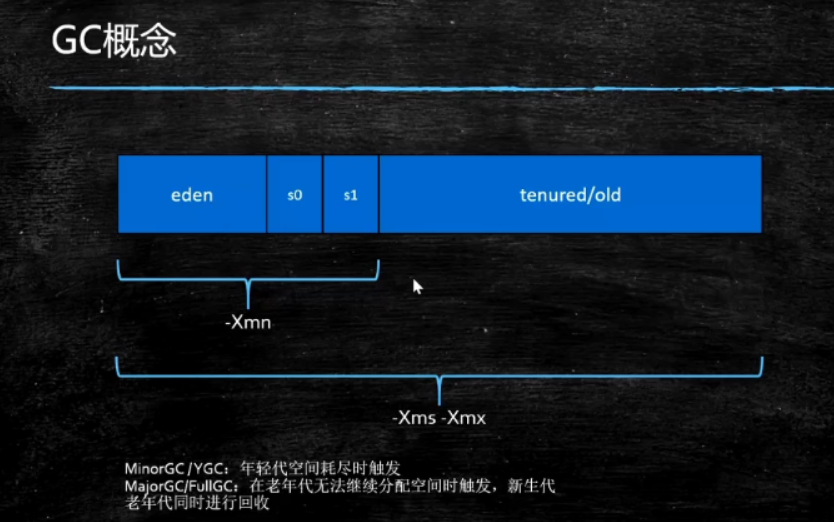 GC概念
eden
s0
s1
tenured/old
-Xmn
-Xms -Xmx
MinorGC/YGC：年轻代空间耗尽时触发
MajorGC/FullGC：在老年代无法继续分配空间时触发，新生代
老年代同时进行回收